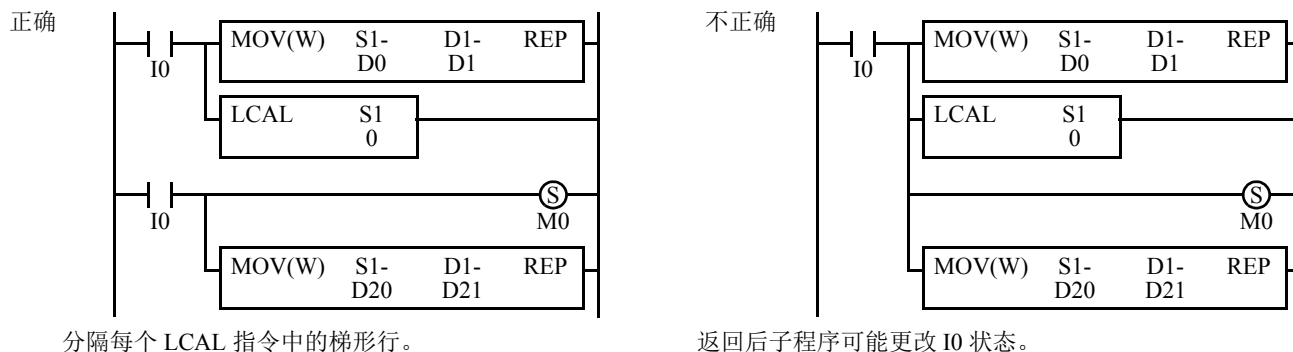 正确
MOV(W) S1- D1- REP
D0 D1
I0
LCAL S1
0
S
I0
M0
MOV(W) S1- D1- REP
D20 D21
分隔每个 LCAL 指令中的梯形行。
不正确
MOV(W) S1- D1- REP
D0 D1
I0
LCAL S1
0
S
M0
MOV(W) S1- D1- REP
D20 D21
返回后子程序可能更改 I0 状态。